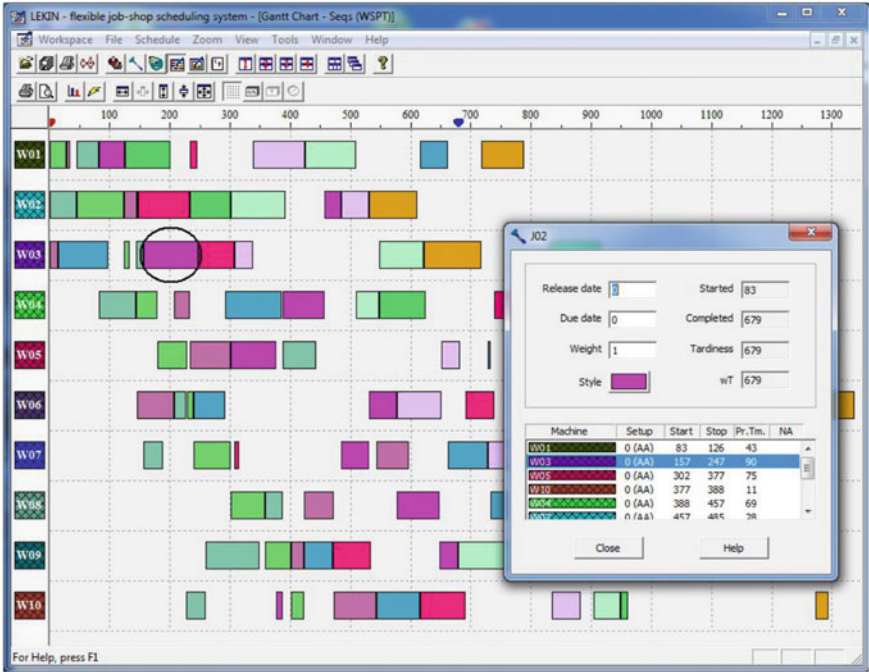 LEKIN - flexible job-shop scheduling system - [Gantt Chart - Seqs (WSPT)]
Workspace File Schedule Zoom View Tools Window Help
100 200 300 400 500 600 700 800 900 1000 1100 1200 1300
W01
W02
W03
W04
W05
W06
W07
W08
W09
W10
J02
Release date 0 Started 83
Due date 0 Completed 679
Weight 1 Tardiness 679
Style wT 679
Machine Setup Start Stop Pr.Tm. NA
W01 0 (AA) 83 126 43
W03 0 (AA) 157 247 90
W05 0 (AA) 302 377 75
W10 0 (AA) 377 388 11
W04 0 (AA) 388 457 69
0 (AA) 457 485 28
Close Help
For Help, press F1